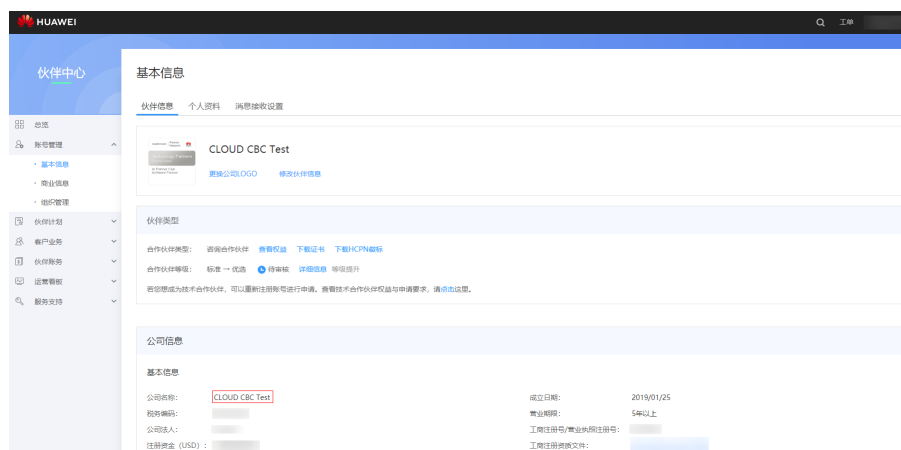 HUAWEI
工单
伙伴中心
总览
账号管理
基本信息
商业信息
组织管理
伙伴计划
客户业务
伙伴账务
运营看板
服务支持
基本信息
伙伴信息 个人资料 消息接收设置
CLOUD CBC Test
更换公司LOGO 修改伙伴信息
伙伴类型
合作伙伴类型: 咨询合作伙伴 查看权益 下载证书 下载HCPN徽标
合作伙伴等级: 标准 → 优选 待审核 详细信息 等级提升
若您想成为技术合作伙伴,可以重新注册账号进行申请。查看技术合作伙伴权益与申请要求,请点击这里。
公司信息
基本信息
公司名称: CLOUD CBC Test 成立日期: 2019/01/25
税务编码: 营业期限: 5年以上
公司法人: 工商注册号/营业执照注册号:
注册资金(USD): 工商注册资质文件: